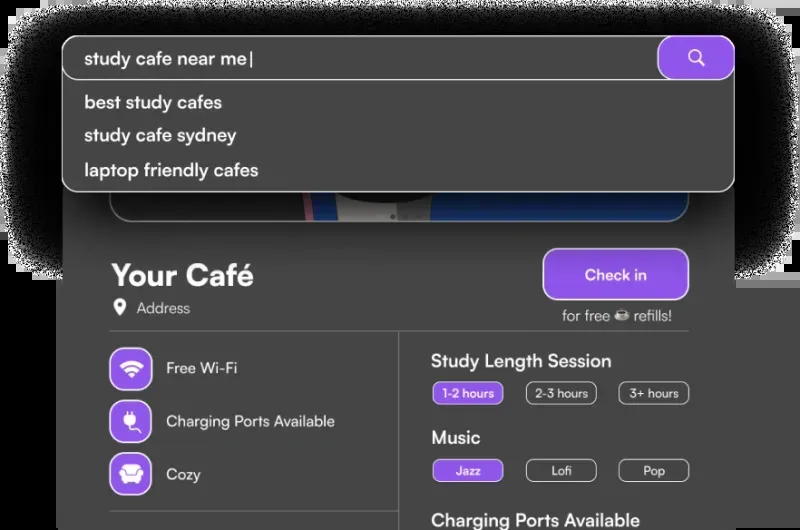 study cafe near me
best study cafes
study cafe sydney
laptop friendly cafes
Your Café
Check in
Address
for free ☕ refills!
Free Wi-Fi
Charging Ports Available
Cozy
Study Length Session
1-2 hours
2-3 hours
3+ hours
Music
Jazz
Lofi
Pop
Charging Ports Available